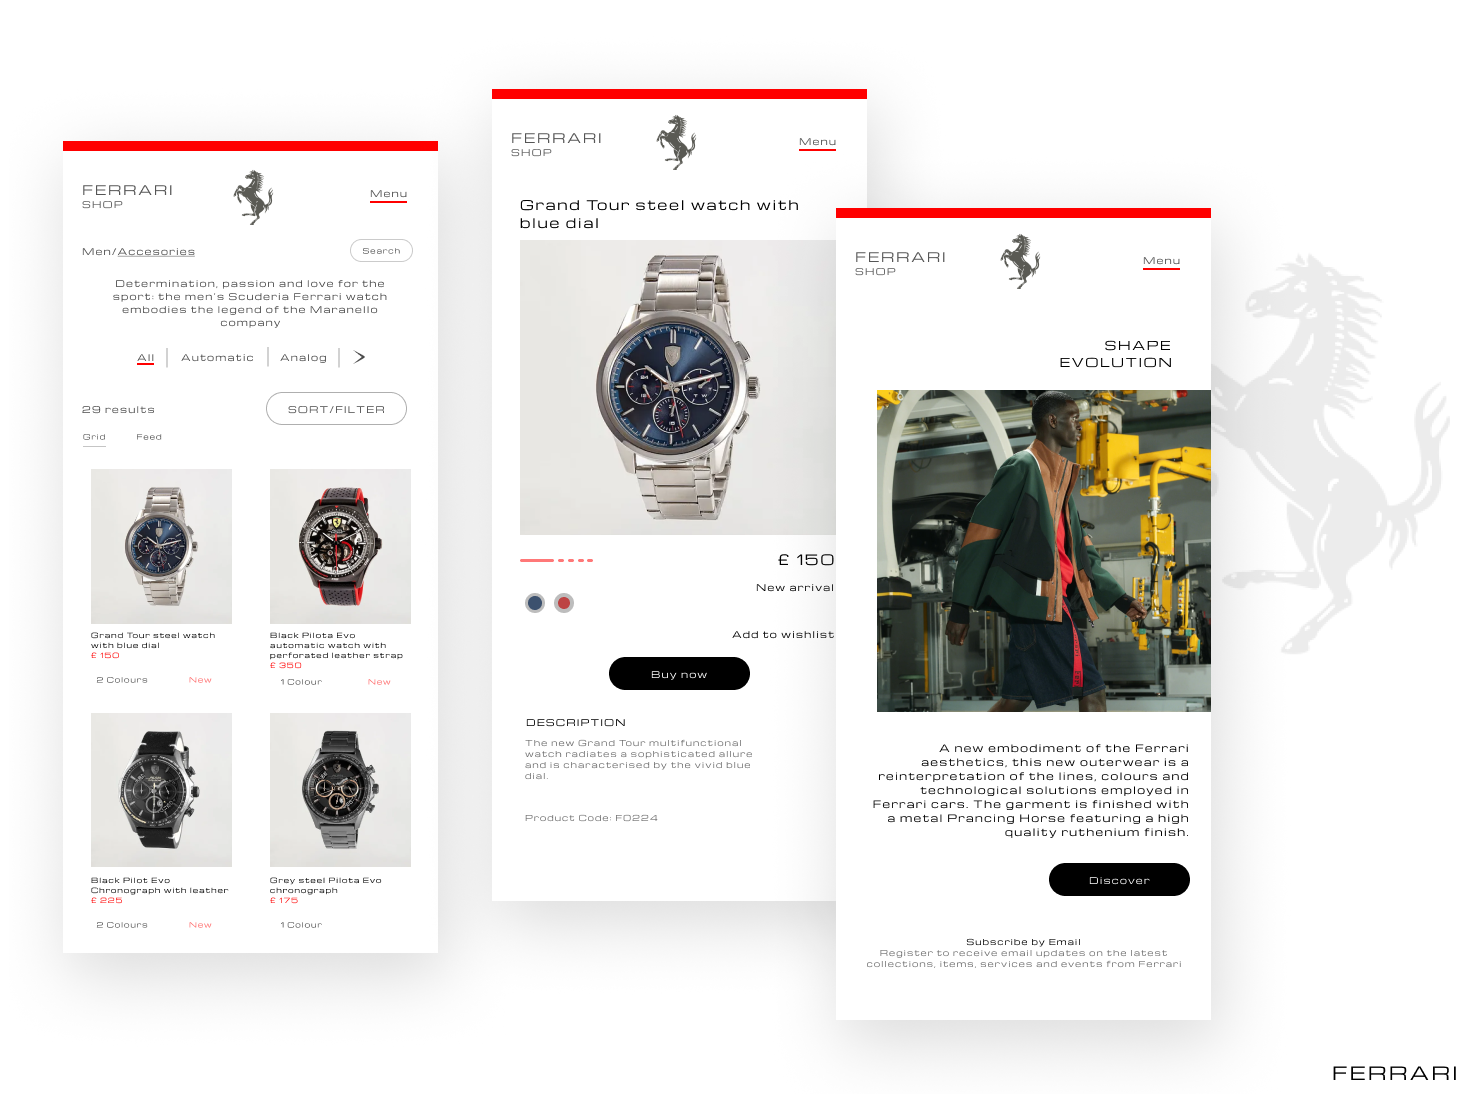 FERRARI
SHOP
Menu
Men/Accesories
Search
Determination, passion and love for the
sport: the men's Scuderia Ferrari watch
embodies the legend of the Maranello
company
All
Automatic
Analog
29 results
SORT/FILTER
Grid
Feed
Grand Tour steel watch
with blue dial
£ 150
2 Colours
New
Black Pilota Evo
automatic watch with
perforated leather strap
£ 350
1 Colour
New
Black Pilot Evo
Chronograph with leather
£ 225
2 Colours
New
Grey steel Pilota Evo
chronograph
£ 175
1 Colour
FERRARI
SHOP
Menu
Grand Tour steel watch with
blue dial
£ 150
New arrival
Add to wishlist
Buy now
DESCRIPTION
The new Grand Tour multifunctional
watch radiates a sophisticated allure
and is characterised by the vivid blue
dial.
Product Code: F0224
FERRARI
SHOP
Menu
SHAPE
EVOLUTION
A new embodiment of the Ferrari
aesthetics, this new outerwear is a
reinterpretation of the lines, colours and
technological solutions employed in
Ferrari cars. The garment is finished with
a metal Prancing Horse featuring a high
quality ruthenium finish.
Discover
Subscribe by Email
Register to receive email updates on the latest
collections, items, services and events from Ferrari
FERRARI